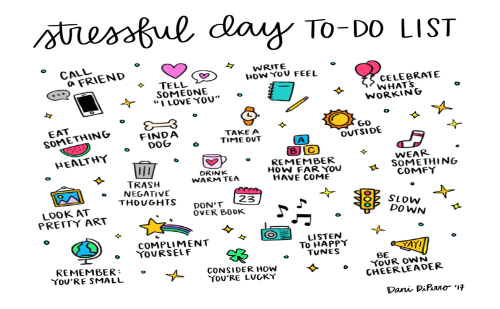 stressful day TO-DO LIST
CALL
A FRIEND
TELL
SOMEONE
"I LOVE YOU"
WRITE
HOW YOU FEEL
CELEBRATE
WHAT'S
WORKING
EAT
SOMETHING
HEALTHY
FIND A
DOG
TAKE A
TIME OUT
GO
OUTSIDE
A
B C
REMEMBER
HOW FAR YOU
HAVE COME
WEAR
SOMETHING
COMFY
TRASH
NEGATIVE
THOUGHTS
DRINK
WARM TEA
LOOK AT
PRETTY ART
DON'T
OVER BOOK
23
SLOW
DOWN
COMPLIMENT
YOURSELF
LISTEN
TO HAPPY
TUNES
REMEMBER:
YOU'RE SMALL
CONSIDER HOW
YOU'RE LUCKY
YAY!
BE
YOUR OWN
CHEERLEADER
Dani DiPirro '17